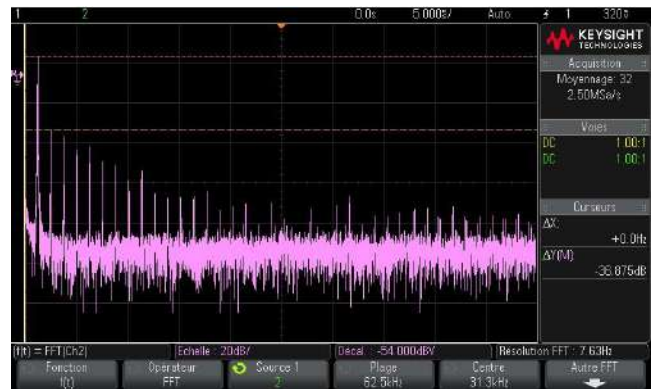 1 2 0.0s 5.000s/ Auto 1 320
KEYSIGHT
TECHNOLOGIES
Acquisition
Moyennage: 32
2.50MSa/s
Voies
DC 1.00:1
DC 1.00:1
Curseurs
ΔX:
+0.0Hz
ΔY(M):
-36.875dB
f(t) = FFT(Ch2) Echelle : 20dB/ Décal. : -54.000dBV Résolution FFT : 7.63Hz
Fonction Opérateur Source 1 Plage Centre Autre FFT
f(t) FFT 2 62.5kHz 31.3kHz